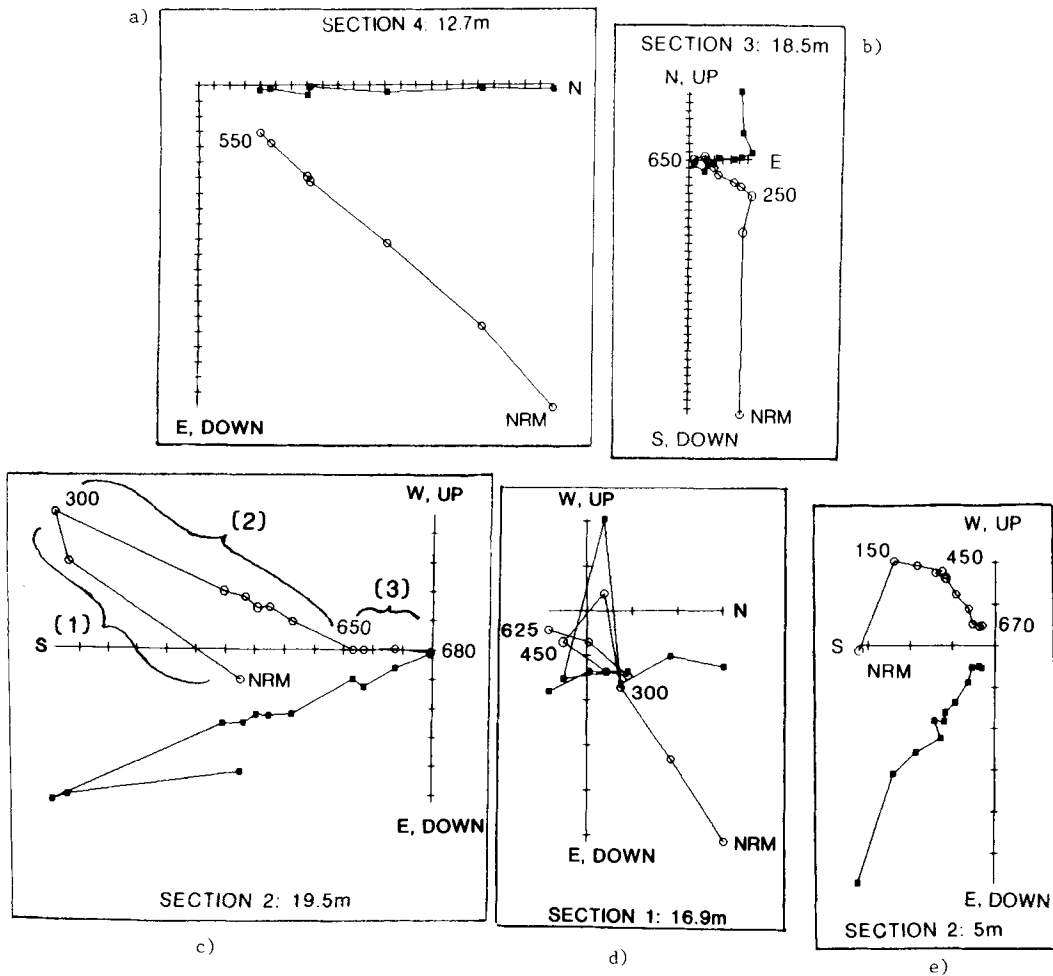 a)
SECTION 4: 12.7m
N
550
NRM
E, DOWN
b)
SECTION 3: 18.5m
N, UP
650
E
250
NRM
S, DOWN
300
(2)
W, UP
(3)
(1)
650
S
680
NRM
E, DOWN
SECTION 2: 19.5m
c)
W, UP
N
625
450
300
E, DOWN
NRM
SECTION 1: 16.9m
d)
W, UP
150
450
670
S
NRM
E, DOWN
SECTION 2: 5m
e)